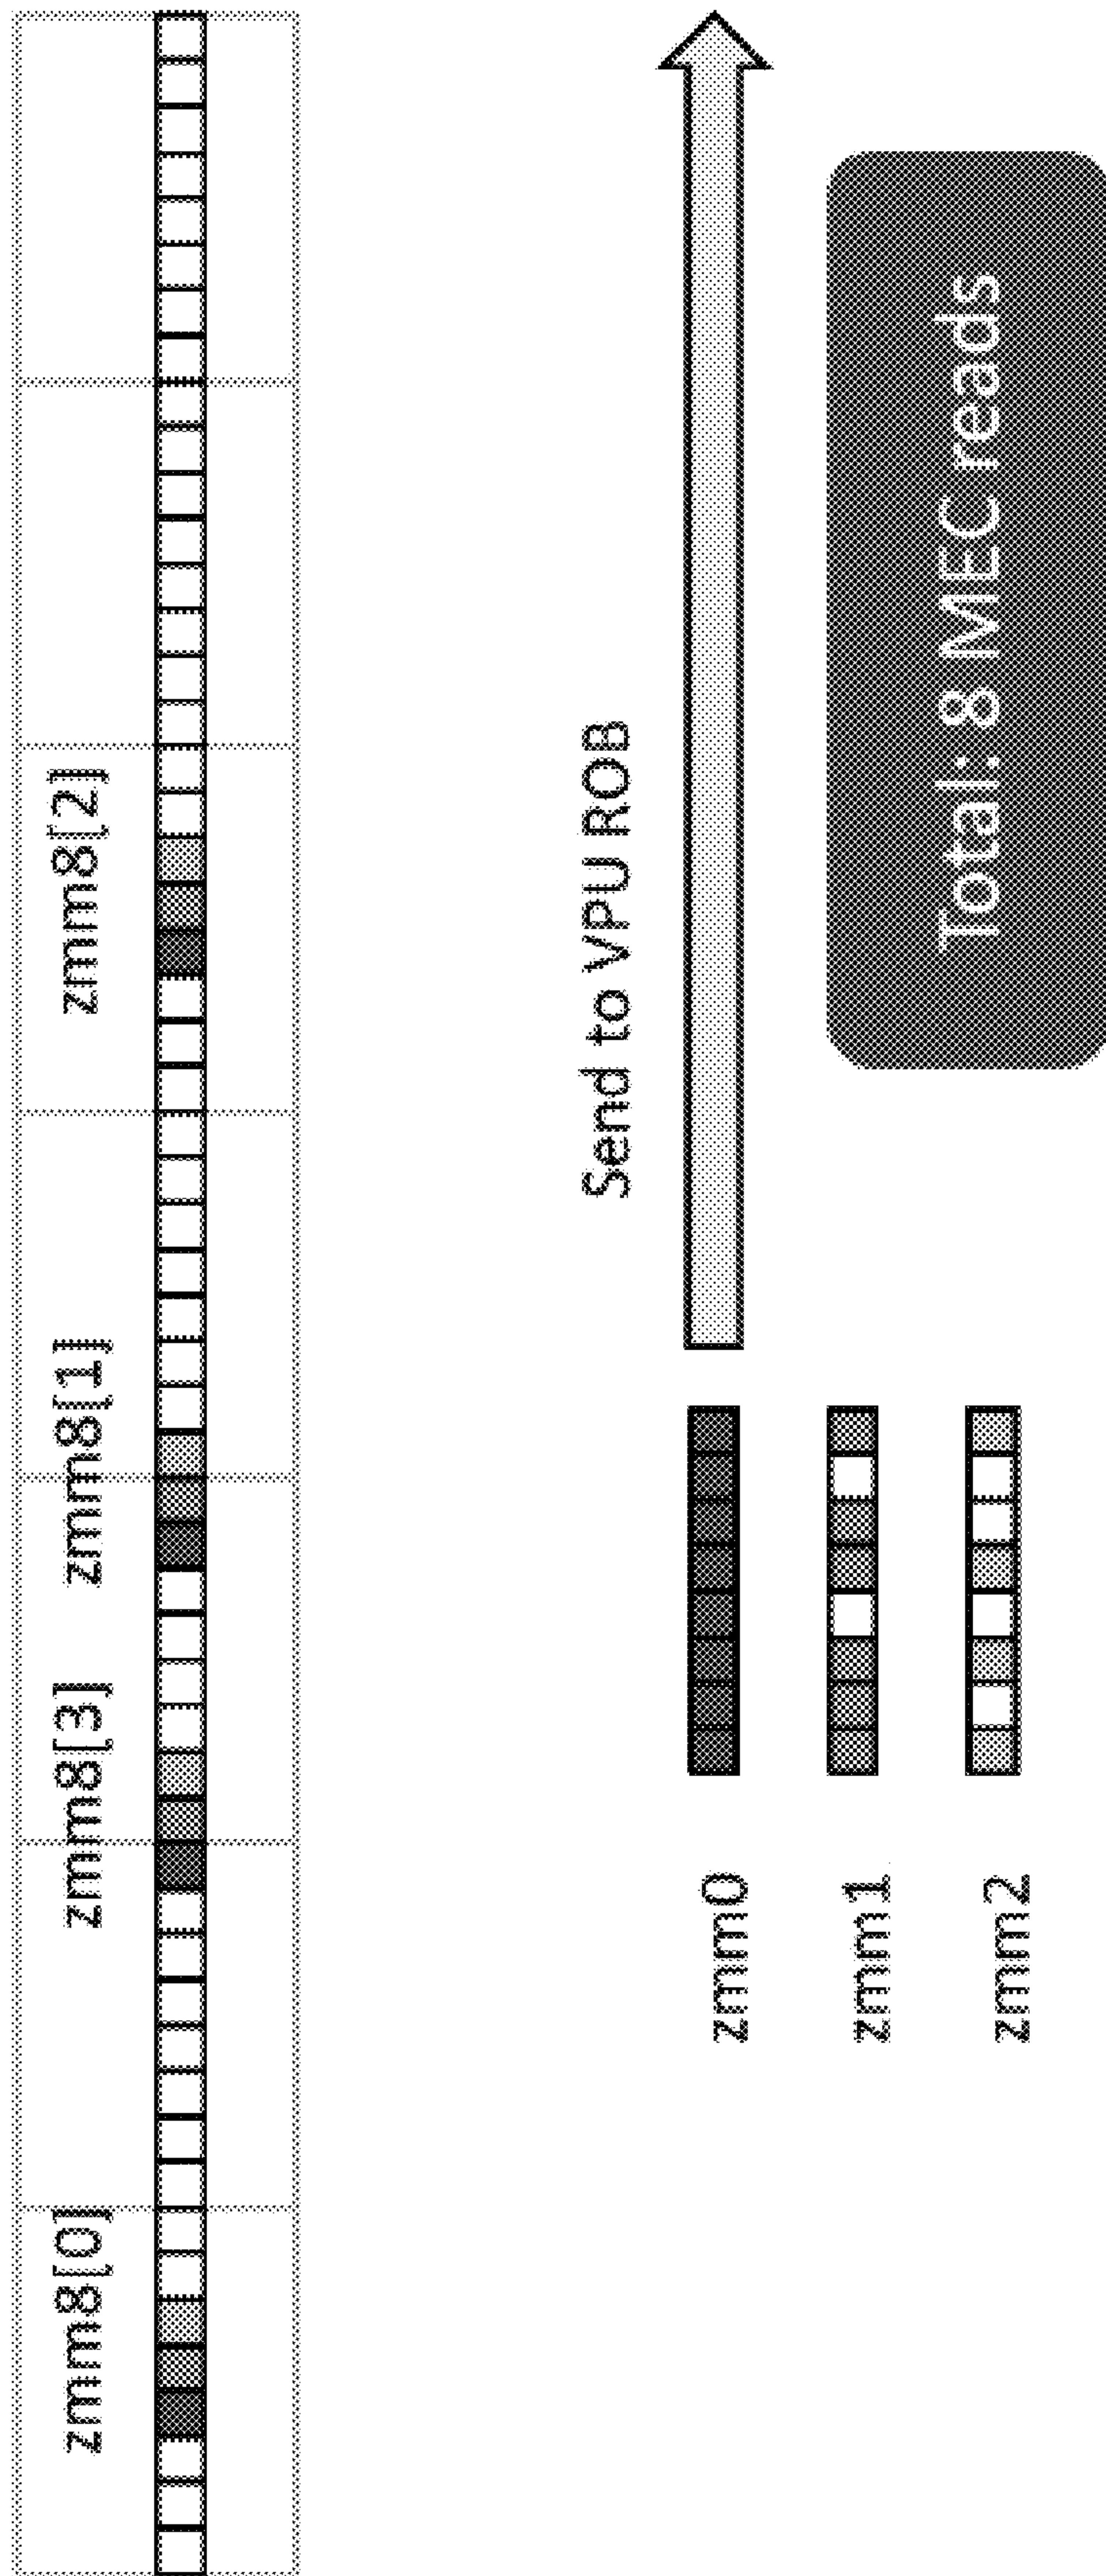 zmm8[0]
zmm8[3]
zmm8[1]
zmm8[2]
Send to VPU ROB
zmm0
zmm1
zmm2
Total: 8 MEC reads